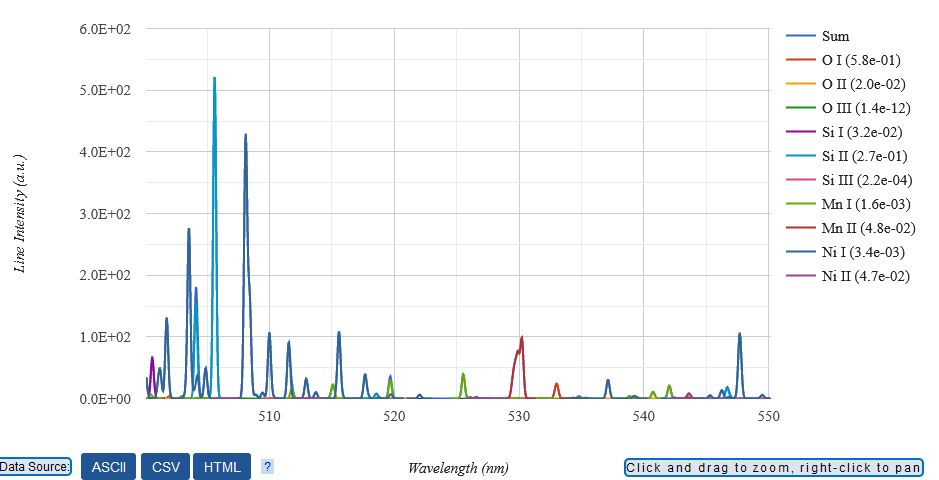 6.0E+02
5.0E+02
4.0E+02
3.0E+02
2.0E+02
1.0E+02
0.0E+00
Line Intensity (a.u.)
510
520
530
540
550
Wavelength (nm)
Sum
O I (5.8e-01)
O II (2.0e-02)
O III (1.4e-12)
Si I (3.2e-02)
Si II (2.7e-01)
Si III (2.2e-04)
Mn I (1.6e-03)
Mn II (4.8e-02)
Ni I (3.4e-03)
Ni II (4.7e-02)
Data Source:
ASCII
CSV
HTML
?
Click and drag to zoom, right-click to pan